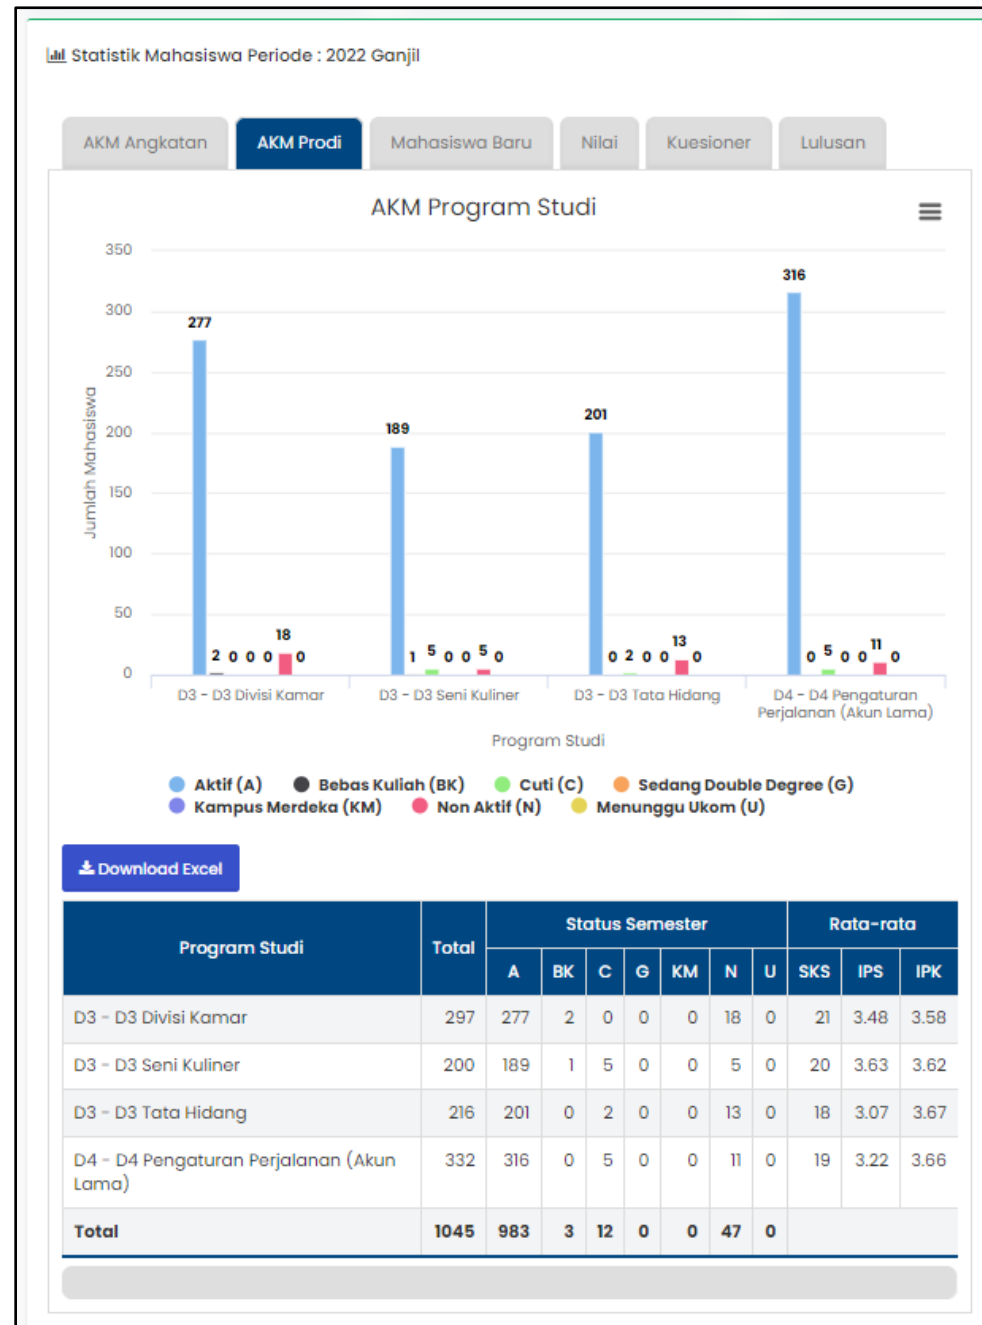 Statistik Mahasiswa Periode : 2022 Ganjil
AKM Angkatan AKM Prodi Mahasiswa Baru Nilai Kuesioner Lulusan
AKM Program Studi
350
300
250
200
150
100
50
0
Jumlah Mahasiswa
277 2 0 0 0 18 0
189 1 5 0 0 5 0
201 0 2 0 0 13 0
316 0 5 0 0 11 0
D3 - D3 Divisi Kamar D3 - D3 Seni Kuliner D3 - D3 Tata Hidang D4 - D4 Pengaturan
Perjalanan (Akun Lama)
Program Studi
Aktif (A) Bebas Kuliah (BK) Cuti (C) Sedang Double Degree (G)
Kampus Merdeka (KM) Non Aktif (N) Menunggu Ukom (U)
Download Excel
Program Studi Total Status Semester Rata-rata
A BK C G KM N U SKS IPS IPK
D3 - D3 Divisi Kamar 297 277 2 0 0 0 18 0 21 3.48 3.58
D3 - D3 Seni Kuliner 200 189 1 5 0 0 5 0 20 3.63 3.62
D3 - D3 Tata Hidang 216 201 0 2 0 0 13 0 18 3.07 3.67
D4 - D4 Pengaturan Perjalanan (Akun 332 316 0 5 0 0 11 0 19 3.22 3.66
Lama)
Total 1045 983 3 12 0 0 47 0